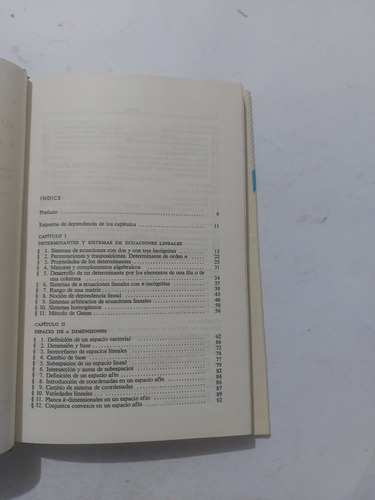 INDICE
Prefacio 9
Esquema de dependencia de los capítulos 11
CAPITULO I
DETERMINANTES Y SISTEMAS DE ECUACIONES LINEALES
§ 1. Sistemas de ecuaciones con dos y con tres incógnitas 13
§ 2. Permutaciones y trasposiciones. Determinante de orden n 22
§ 3. Propiedades de los determinantes 25
§ 4. Menores y complementos algebraicos 31
§ 5. Desarrollo de un determinante por los elementos de una fila o de
una columna 34
§ 6. Sistemas de n ecuaciones lineales con n incógnitas 37
§ 7. Rango de una matriz 39
§ 8. Noción de dependencia lineal 43
§ 9. Sistemas arbitrarios de ecuaciones lineales 46
§ 10. Sistemas homogéneos 50
§ 11. Método de Gauss 56
CAPITULO II
ESPACIO DE n DIMENSIONES
§ 1. Definición de un espacio vectorial 62
§ 2. Dimensión y base 66
§ 3. Isomorfismo de espacios lineales 72
§ 4. Cambio de base 74
§ 5. Subespacios de un espacio lineal 77
§ 6. Intersección y suma de subespacios 79
§ 7. Definición de un espacio afín 82
§ 8. Introducción de coordenadas en un espacio afín 84
§ 9. Cambio de sistema de coordenadas 86
§ 10. Variedades lineales 87
§ 11. Planos k-dimensionales en un espacio afín 89
§ 12. Conjuntos convexos en un espacio afín 92